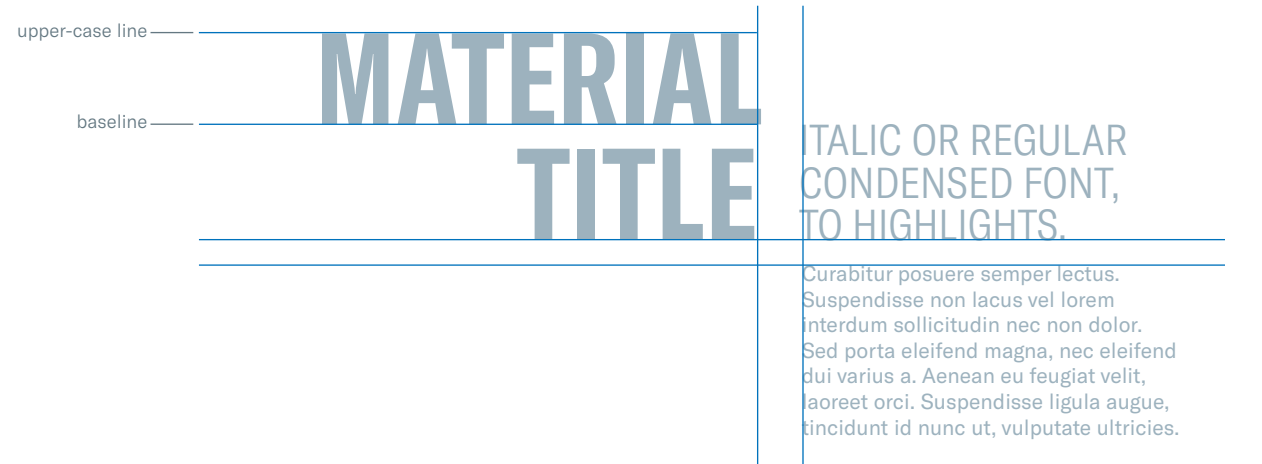 upper-case line
MATERIAL
baseline
TITLE
ITALIC OR REGULAR
CONDENSED FONT,
TO HIGHLIGHTS.
Curabitur posuere semper lectus.
Suspendisse non lacus vel lorem
interdum sollicitudin nec non dolor.
Sed porta eleifend magna, nec eleifend
dui varius a. Aenean eu feugiat velit,
laoreet orci. Suspendisse ligula augue,
tincidunt id nunc ut, vulputate ultricies.